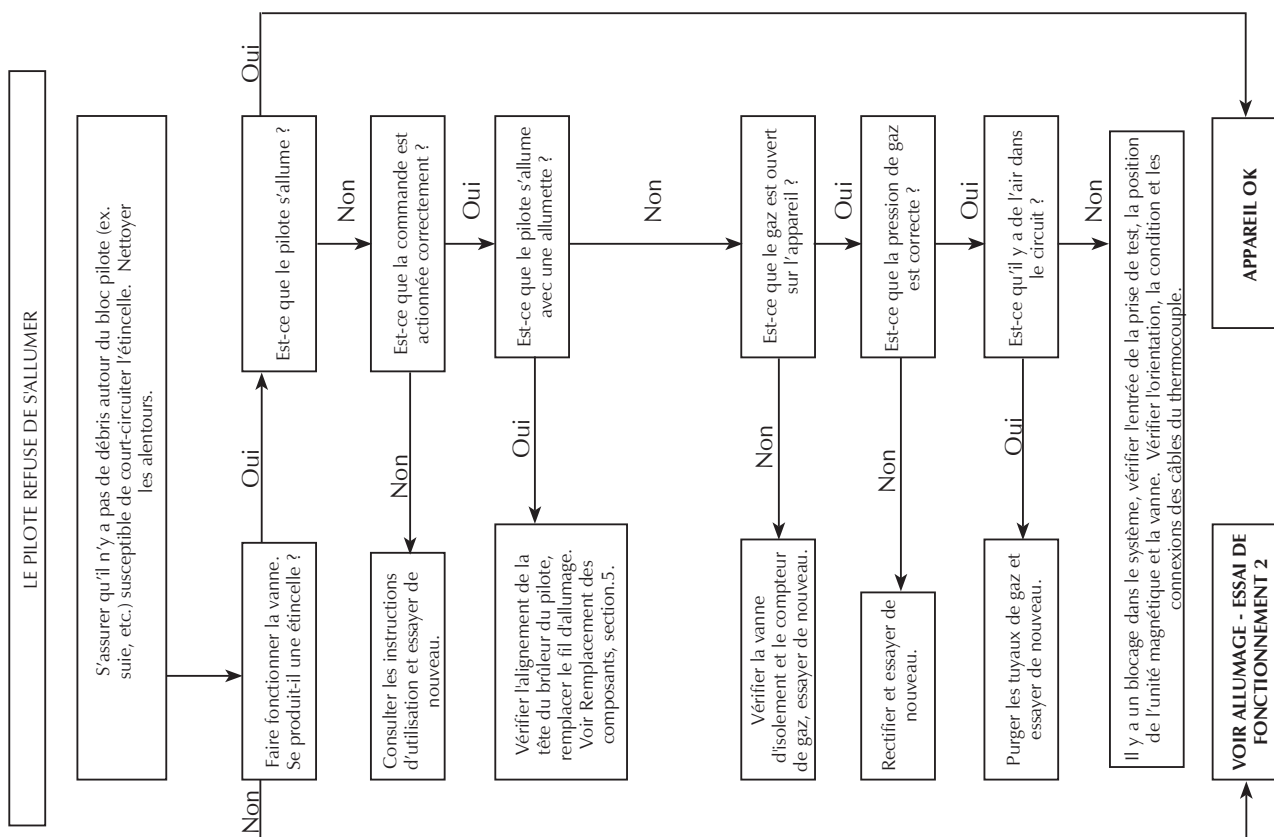 LE PILOTE REFUSE DE S'ALLUMER
S'assurer qu'il n'y a pas de débris autour du bloc pilote (ex.
suie, etc.) susceptible de court-circuiter l'étincelle.  Nettoyer
les alentours.
Non
Faire fonctionner la vanne.
Se produit-il une étincelle ?
Oui
Est-ce que le pilote s'allume ?
Oui
Non
Consulter les instructions
d'utilisation et essayer de
nouveau.
Non
Est-ce que la commande est
actionnée correctement ?
Oui
Vérifier l'alignement de la
tête du brûleur du pilote,
remplacer le fil d'allumage.
Voir Remplacement des
composants, section.5.
Oui
Est-ce que le pilote s'allume
avec une allumette ?
Non
Vérifier la vanne
d'isolement et le compteur
de gaz, essayer de nouveau.
Non
Est-ce que le gaz est ouvert
sur l'appareil ?
Oui
Rectifier et essayer de
nouveau.
Non
Est-ce que la pression de gaz
est correcte ?
Oui
Purger les tuyaux de gaz et
essayer de nouveau.
Oui
Est-ce qu'il y a de l'air dans
le circuit ?
Non
Il y a un blocage dans le système, vérifier l'entrée de la prise de test, la position
de l'unité magnétique et la vanne.  Vérifier l'orientation, la condition et les
connexions des câbles du thermocouple.
VOIR ALLUMAGE - ESSAI DE
FONCTIONNEMENT 2
APPAREIL OK